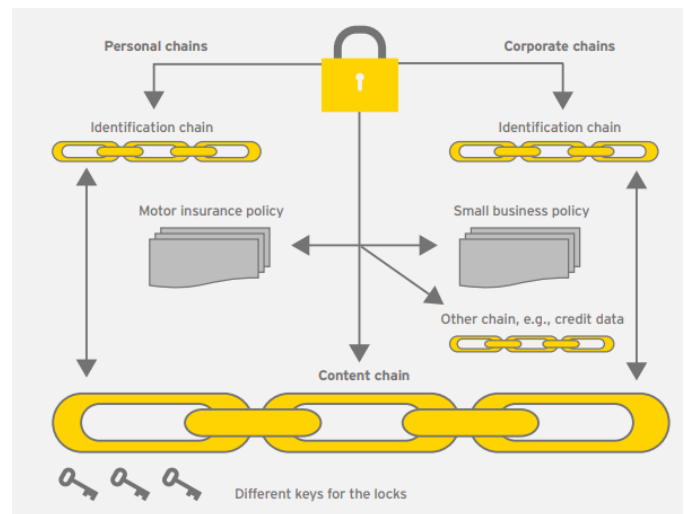 Personal chains
Corporate chains
Identification chain
Identification chain
Motor insurance policy
Small business policy
Other chain, e.g., credit data
Content chain
Different keys for the locks